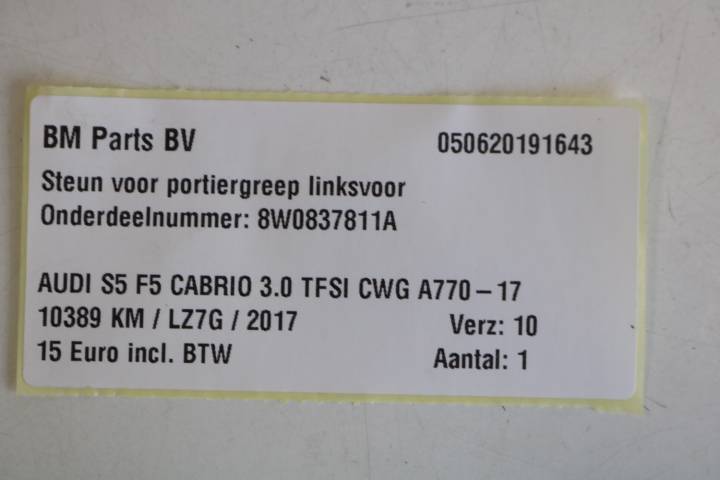 BM Parts BV 050620191643
Steun voor portiergreep linksvoor
Onderdeelnummer: 8W0837811A
AUDI S5 F5 CABRIO 3.0 TFSI CWG A770-17
10389 KM / LZ7G / 2017 Verz: 10
15 Euro incl. BTW Aantal: 1